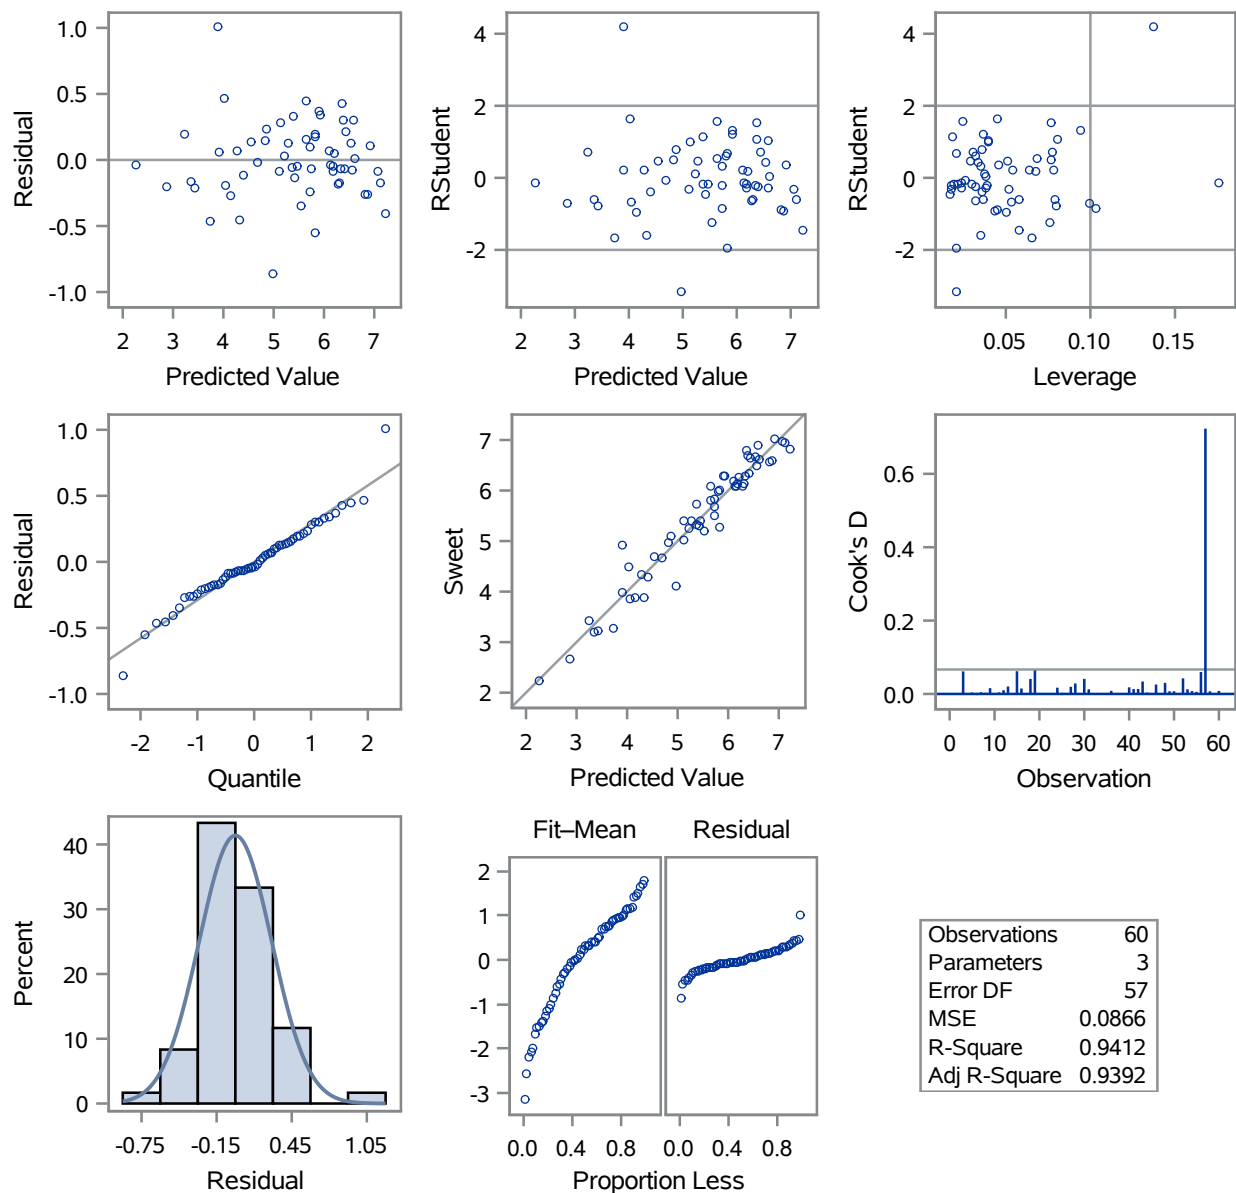 1.0
0.5
0.0
-0.5
-1.0
Residual
2 3 4 5 6 7
Predicted Value
4
2
0
-2
RStudent
2 3 4 5 6 7
Predicted Value
4
2
0
-2
RStudent
0.05 0.10 0.15
Leverage
1.0
0.5
0.0
-0.5
-1.0
Residual
-2 -1 0 1 2
Quantile
7
6
5
4
3
2
Sweet
2 3 4 5 6 7
Predicted Value
0.6
0.4
0.2
0.0
Cook's D
0 10 20 30 40 50 60
Observation
40
30
20
10
0
Percent
-0.75 -0.15 0.45 1.05
Residual
Fit–Mean Residual
2
1
0
-1
-2
-3
0.0 0.4 0.8 0.0 0.4 0.8
Proportion Less
Observations 60
Parameters 3
Error DF 57
MSE 0.0866
R-Square 0.9412
Adj R-Square 0.9392